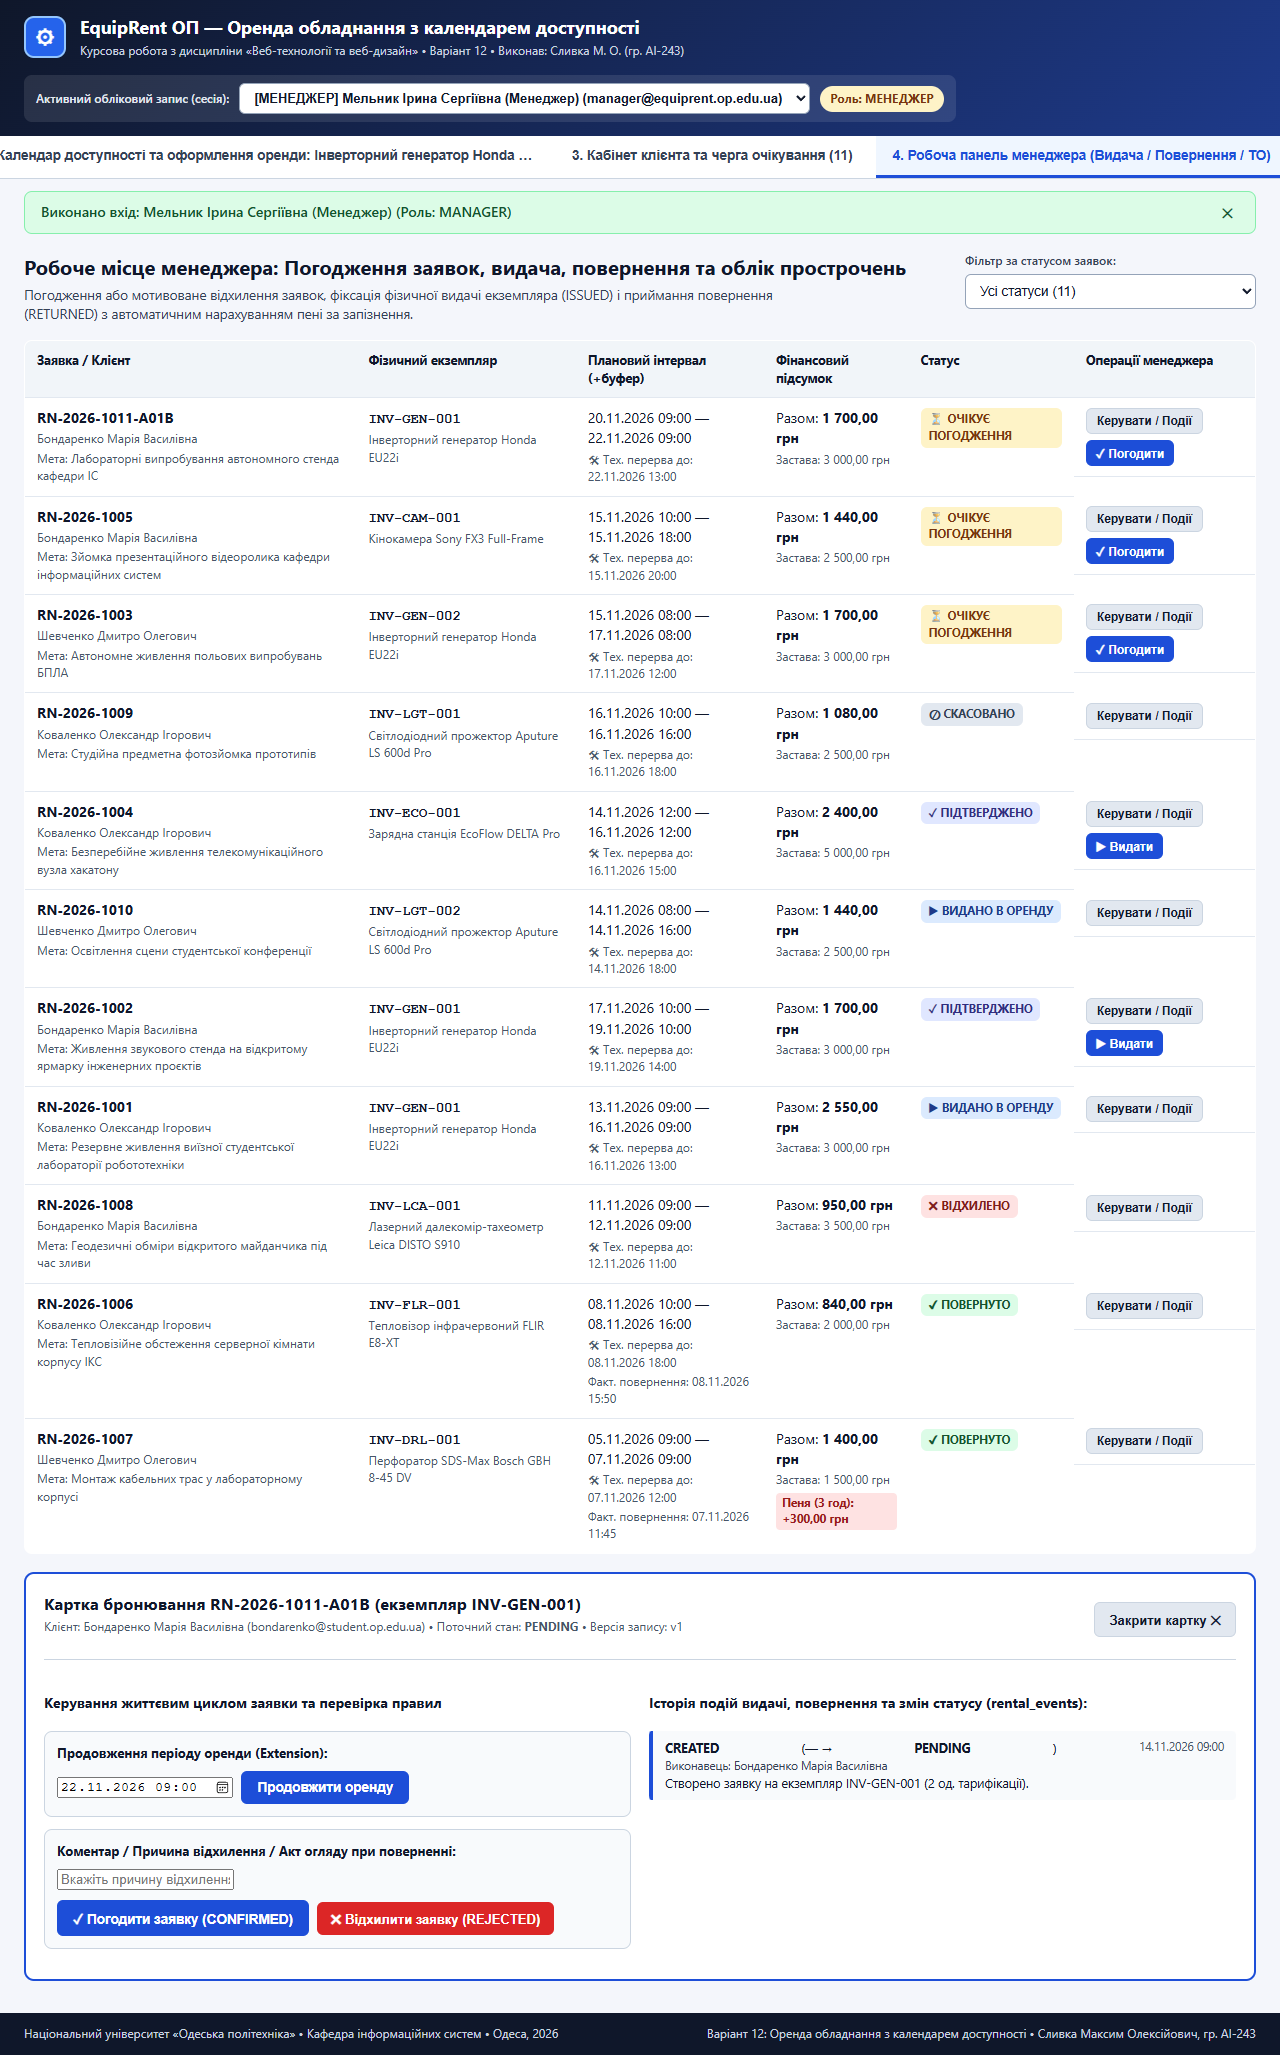 EquipRent ОП — Оренда обладнання з календарем доступності
Курсова робота з дисципліни «Веб-технології та веб-дизайн» • Варіант 12 • Виконав: Сливка М. О. (гр. АІ-243)
Активний обліковий запис (сесія):
[МЕНЕДЖЕР] Мельник Ірина Сергіївна (Менеджер) (manager@equiprent.op.edu.ua)
Роль: МЕНЕДЖЕР
Календар доступності та оформлення оренди: Інверторний генератор Honda …
3. Кабінет клієнта та черга очікування (11)
4. Робоча панель менеджера (Видача / Повернення / ТО)
Виконано вхід: Мельник Ірина Сергіївна (Менеджер) (Роль: MANAGER)
Робоче місце менеджера: Погодження заявок, видача, повернення та облік прострочень
Погодження або мотивоване відхилення заявок, фіксація фізичної видачі екземпляра (ISSUED) і приймання повернення
(RETURNED) з автоматичним нарахуванням пені за запізнення.
Фільтр за статусом заявок:
Усі статуси (11)
Заявка / Клієнт
Фізичний екземпляр
Плановий інтервал
(+буфер)
Фінансовий
підсумок
Статус
Операції менеджера
RN-2026-1011-A01B
Бондаренко Марія Василівна
Мета: Лабораторні випробування автономного стенда
кафедри ІС
INV-GEN-001
Інверторний генератор Honda
EU22i
20.11.2026 09:00 —
22.11.2026 09:00
🛠 Тех. перерва до:
22.11.2026 13:00
Разом: 1 700,00
грн
Застава: 3 000,00 грн
⏳ ОЧІКУЄ
ПОГОДЖЕННЯ
Керувати / Події
✓ Погодити
RN-2026-1005
Бондаренко Марія Василівна
Мета: Зйомка презентаційного відеоролика кафедри
інформаційних систем
INV-CAM-001
Кінокамера Sony FX3 Full-Frame
15.11.2026 10:00 —
15.11.2026 18:00
🛠 Тех. перерва до:
15.11.2026 20:00
Разом: 1 440,00
грн
Застава: 2 500,00 грн
⏳ ОЧІКУЄ
ПОГОДЖЕННЯ
Керувати / Події
✓ Погодити
RN-2026-1003
Шевченко Дмитро Олегович
Мета: Автономне живлення польових випробувань
БПЛА
INV-GEN-002
Інверторний генератор Honda
EU22i
15.11.2026 08:00 —
17.11.2026 08:00
🛠 Тех. перерва до:
17.11.2026 12:00
Разом: 1 700,00
грн
Застава: 3 000,00 грн
⏳ ОЧІКУЄ
ПОГОДЖЕННЯ
Керувати / Події
✓ Погодити
RN-2026-1009
Коваленко Олександр Ігорович
Мета: Студійна предметна фотозйомка прототипів
INV-LGT-001
Світлодіодний прожектор Aputure
LS 600d Pro
16.11.2026 10:00 —
16.11.2026 16:00
🛠 Тех. перерва до:
16.11.2026 18:00
Разом: 1 080,00
грн
Застава: 2 500,00 грн
⊘ СКАСОВАНО
Керувати / Події
RN-2026-1004
Коваленко Олександр Ігорович
Мета: Безперебійне живлення телекомунікаційного
вузла хакатону
INV-ECO-001
Зарядна станція EcoFlow DELTA Pro
14.11.2026 12:00 —
16.11.2026 12:00
🛠 Тех. перерва до:
16.11.2026 15:00
Разом: 2 400,00
грн
Застава: 5 000,00 грн
✓ ПІДТВЕРДЖЕНО
Керувати / Події
▶ Видати
RN-2026-1010
Шевченко Дмитро Олегович
Мета: Освітлення сцени студентської конференції
INV-LGT-002
Світлодіодний прожектор Aputure
LS 600d Pro
14.11.2026 08:00 —
14.11.2026 16:00
🛠 Тех. перерва до:
14.11.2026 18:00
Разом: 1 440,00
грн
Застава: 2 500,00 грн
▶ ВИДАНО В ОРЕНДУ
Керувати / Події
RN-2026-1002
Бондаренко Марія Василівна
Мета: Живлення звукового стенда на відкритому
ярмарку інженерних проєктів
INV-GEN-001
Інверторний генератор Honda
EU22i
17.11.2026 10:00 —
19.11.2026 10:00
🛠 Тех. перерва до:
19.11.2026 14:00
Разом: 1 700,00
грн
Застава: 3 000,00 грн
✓ ПІДТВЕРДЖЕНО
Керувати / Події
▶ Видати
RN-2026-1001
Коваленко Олександр Ігорович
Мета: Резервне живлення виїзної студентської
лабораторії робототехніки
INV-GEN-001
Інверторний генератор Honda
EU22i
13.11.2026 09:00 —
16.11.2026 09:00
🛠 Тех. перерва до:
16.11.2026 13:00
Разом: 2 550,00
грн
Застава: 3 000,00 грн
▶ ВИДАНО В ОРЕНДУ
Керувати / Події
RN-2026-1008
Бондаренко Марія Василівна
Мета: Геодезичні обміри відкритого майданчика під
час зливи
INV-LCA-001
Лазерний далекомір-тахеометр
Leica DISTO S910
11.11.2026 09:00 —
12.11.2026 09:00
🛠 Тех. перерва до:
12.11.2026 11:00
Разом: 950,00 грн
Застава: 3 500,00 грн
✕ ВІДХИЛЕНО
Керувати / Події
RN-2026-1006
Коваленко Олександр Ігорович
Мета: Тепловізійне обстеження серверної кімнати
корпусу ІКС
INV-FLR-001
Тепловізор інфрачервоний FLIR
E8-XT
08.11.2026 10:00 —
08.11.2026 16:00
🛠 Тех. перерва до:
08.11.2026 18:00
Факт. повернення: 08.11.2026
15:50
Разом: 840,00 грн
Застава: 2 000,00 грн
✓ ПОВЕРНУТО
Керувати / Події
RN-2026-1007
Шевченко Дмитро Олегович
Мета: Монтаж кабельних трас у лабораторному
корпусі
INV-DRL-001
Перфоратор SDS-Max Bosch GBH
8-45 DV
05.11.2026 09:00 —
07.11.2026 09:00
🛠 Тех. перерва до:
07.11.2026 12:00
Факт. повернення: 07.11.2026
11:45
Разом: 1 400,00
грн
Застава: 1 500,00 грн
Пеня (3 год):
+300,00 грн
✓ ПОВЕРНУТО
Керувати / Події
Картка бронювання RN-2026-1011-A01B (екземпляр INV-GEN-001)
Клієнт: Бондаренко Марія Василівна (bondarenko@student.op.edu.ua) • Поточний стан: PENDING • Версія запису: v1
Закрити картку ✕
Керування життєвим циклом заявки та перевірка правил
Продовження періоду оренди (Extension):
22.11.2026 09:00
Продовжити оренду
Коментар / Причина відхилення / Акт огляду при поверненні:
Вкажіть причину відхиленн
✓ Погодити заявку (CONFIRMED)
✕ Відхилити заявку (REJECTED)
Історія подій видачі, повернення та змін статусу (rental_events):
CREATED (— → PENDING ) 14.11.2026 09:00
Виконавець: Бондаренко Марія Василівна
Створено заявку на екземпляр INV-GEN-001 (2 од. тарифікації).
Національний університет «Одеська політехніка» • Кафедра інформаційних систем • Одеса, 2026
Варіант 12: Оренда обладнання з календарем доступності • Сливка Максим Олексійович, гр. АІ-243